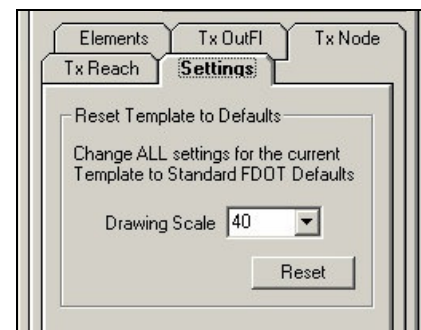 Elements Tx OutFl Tx Node
Tx Reach Settings
Reset Template to Defaults
Change ALL settings for the current
Template to Standard FDOT Defaults
Drawing Scale 40
Reset